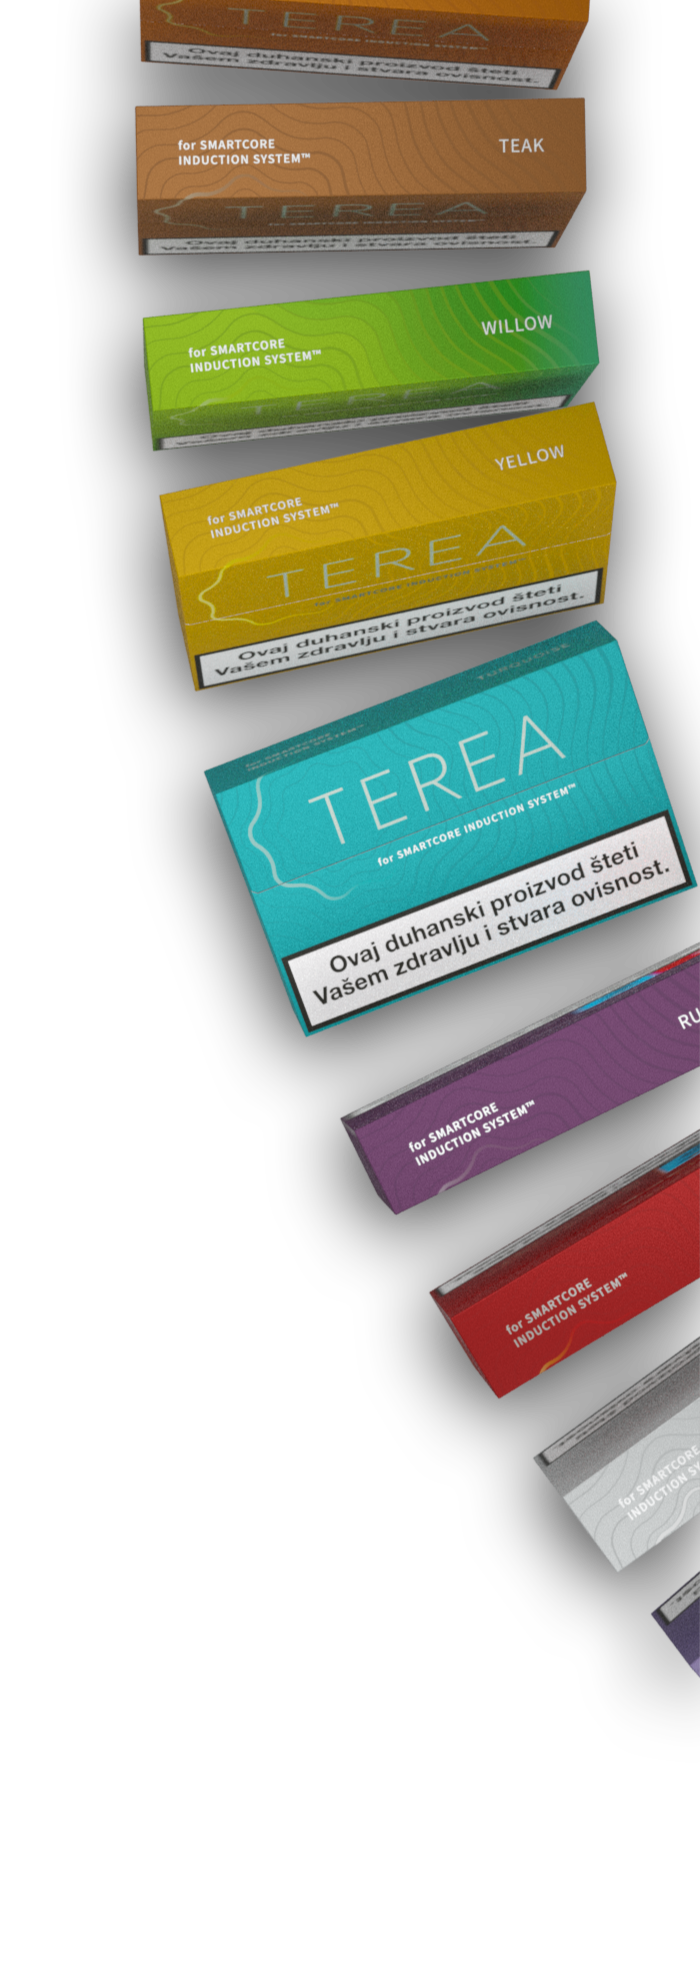 TEREA
for SMARTCORE INDUCTION SYSTEM™
Ovaj duhanski proizvod šteti
Vašem zdravlju i stvara ovisnost.
for SMARTCORE
INDUCTION SYSTEM™
TEAK
TEREA
for SMARTCORE INDUCTION SYSTEM™
Ovaj duhanski proizvod šteti
Vašem zdravlju i stvara ovisnost.
for SMARTCORE
INDUCTION SYSTEM™
WILLOW
TEREA
for SMARTCORE
INDUCTION SYSTEM™
YELLOW
TEREA
for SMARTCORE INDUCTION SYSTEM™
Ovaj duhanski proizvod šteti
Vašem zdravlju i stvara ovisnost.
for SMARTCORE
INDUCTION SYSTEM™
TURQUOISE
TEREA
for SMARTCORE INDUCTION SYSTEM™
Ovaj duhanski proizvod šteti
Vašem zdravlju i stvara ovisnost.
for SMARTCORE
INDUCTION SYSTEM™
RU
for SMARTCORE
INDUCTION SYSTEM™
for SMARTCORE
INDUCTION SY